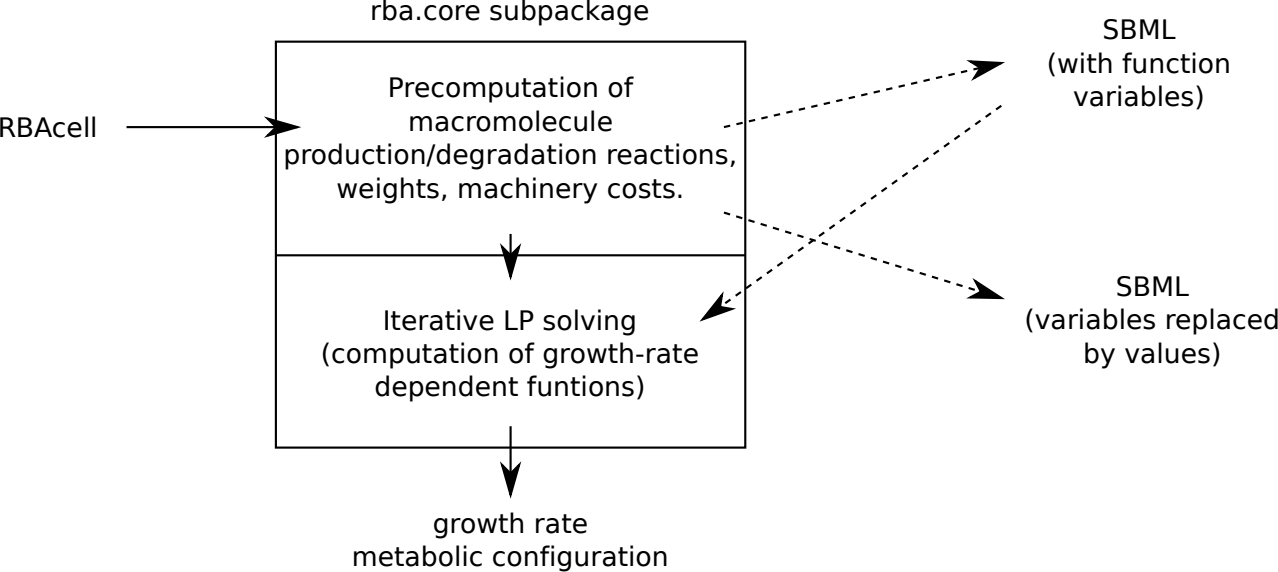 rba.core subpackage
RBAcell
Precomputation of
macromolecule
production/degradation reactions,
weights, machinery costs.
SBML
(with function
variables)
Iterative LP solving
(computation of growth-rate
dependent funtions)
SBML
(variables replaced
by values)
growth rate
metabolic configuration